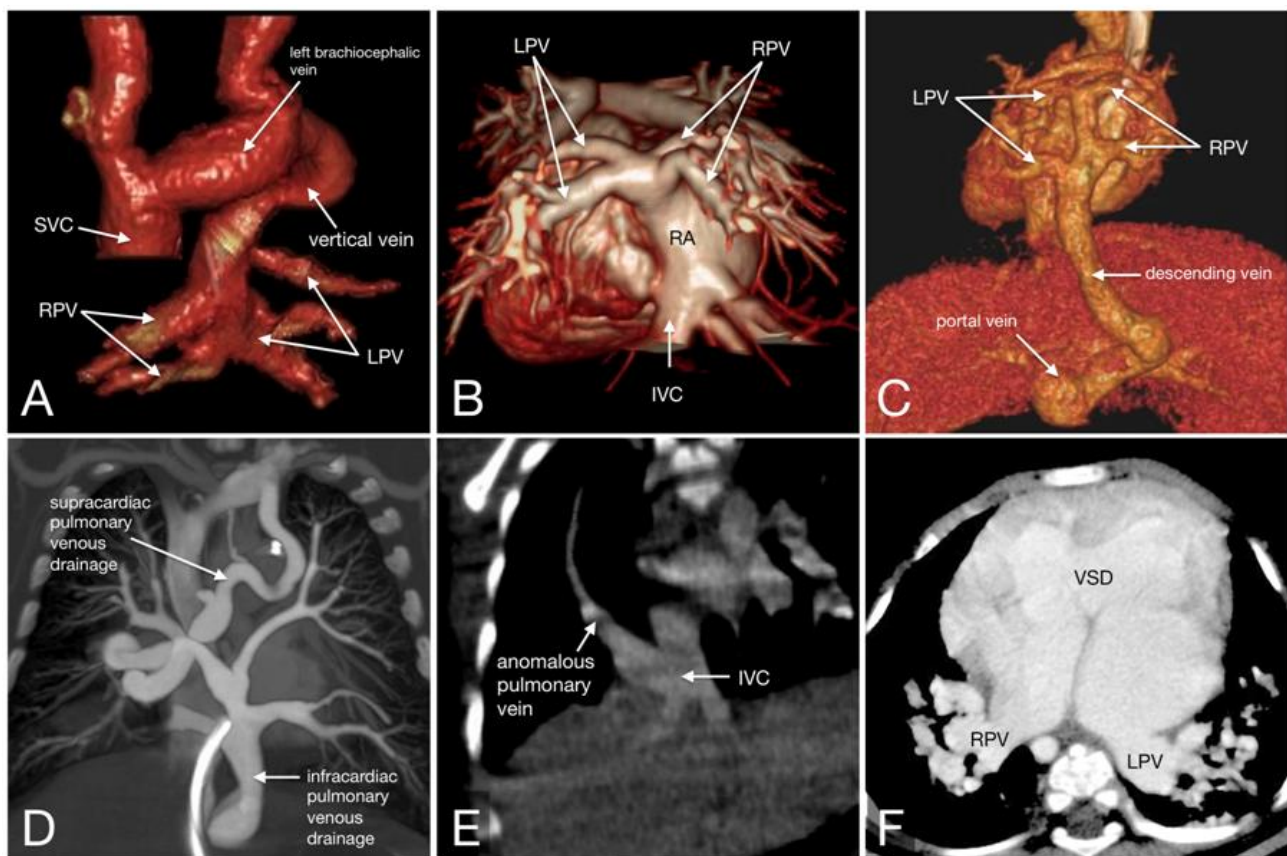 left brachiocephalic
vein
SVC
vertical vein
RPV
LPV
A
LPV
RPV
RA
IVC
B
LPV
RPV
descending vein
portal vein
C
supracardiac
pulmonary
venous
drainage
infracardiac
pulmonary
venous
drainage
D
anomalous
pulmonary
vein
IVC
E
VSD
RPV
LPV
F